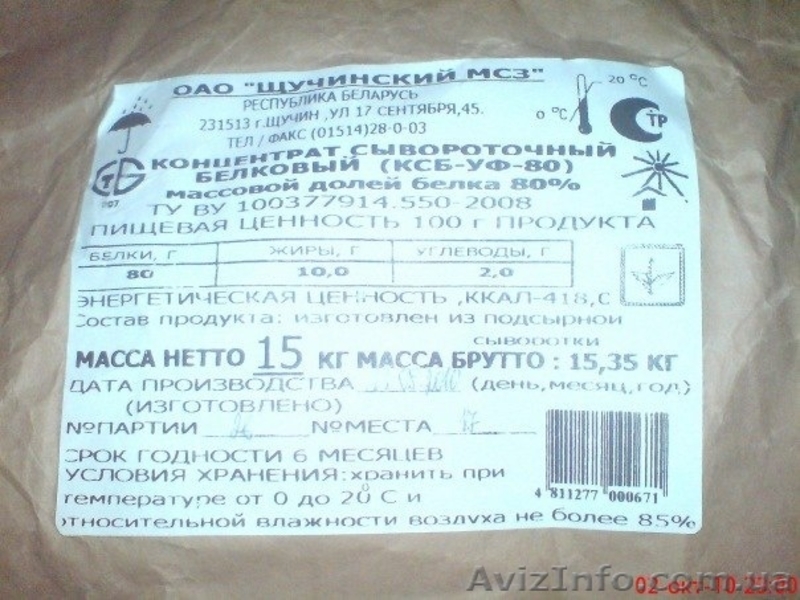 ОАО "ЩУЧИНСКИЙ МСЗ"
РЕСПУБЛИКА БЕЛАРУСЬ
231513 г.ЩУЧИН ,УЛ 17 СЕНТЯБРЯ,45.
ТЕЛ / ФАКС (01514)28-0-03
0 °C
20 °C
ТР
КОНЦЕНТРАТ СЫВОРОТОЧНЫЙ
БЕЛКОВЫЙ (КСБ-УФ-80)
массовой долей белка 80%
ТУ BY 100377914.550-2008
ПИЩЕВАЯ ЦЕННОСТЬ 100 г ПРОДУКТА
БЕЛКИ, Г ЖИРЫ, Г УГЛЕВОДЫ, Г
80 10,0 2,0
ЭНЕРГЕТИЧЕСКАЯ ЦЕННОСТЬ ,ККАЛ-418,С
Состав продукта: изготовлен из подсырной
сыворотки
МАССА НЕТТО 15 КГ МАССА БРУТТО : 15,35 КГ
ДАТА ПРОИЗВОДСТВА (день,месяц,год)
(ИЗГОТОВЛЕНО)
№ПАРТИИ №МЕСТА 17
СРОК ГОДНОСТИ 6 МЕСЯЦЕВ
УСЛОВИЯ ХРАНЕНИЯ:хранить при
температуре от 0 до 20 С и
относительной влажности воздуха не более 85%
4 811277 000671
AvizInfo.com.ua